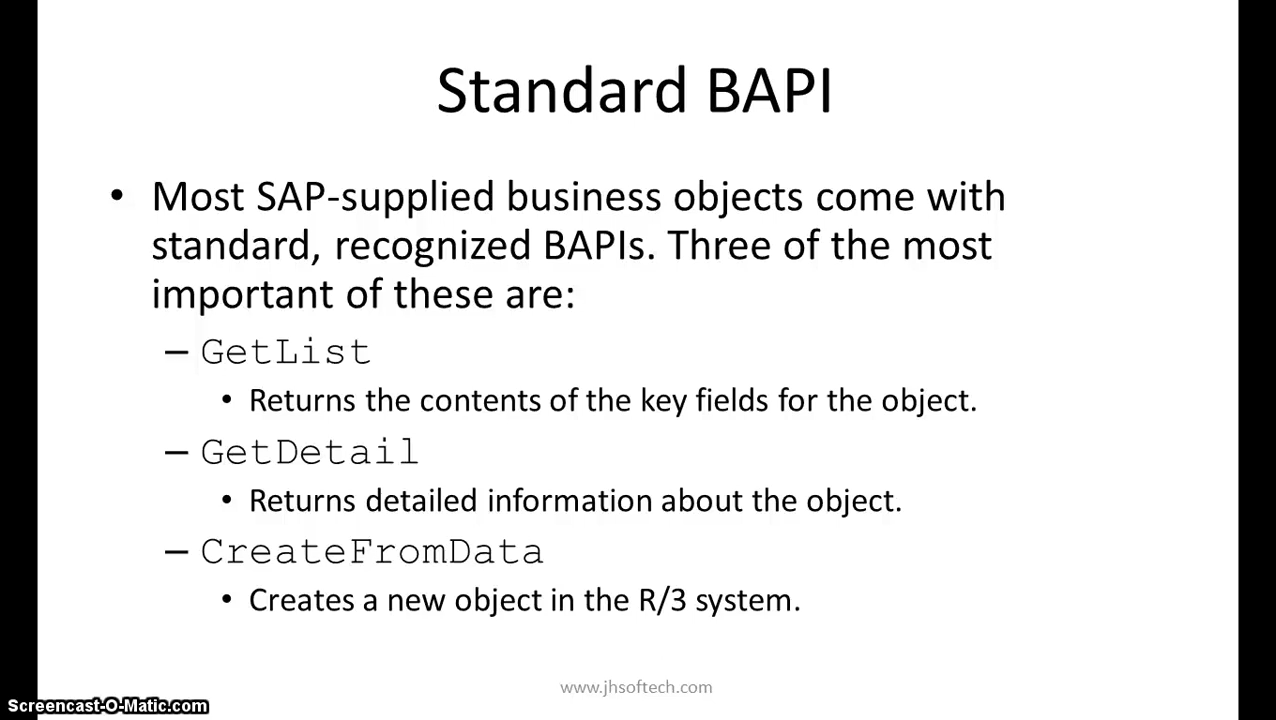 Standard BAPI
• Most SAP-supplied business objects come with
standard, recognized BAPIs. Three of the most
important of these are:
– GetList
• Returns the contents of the key fields for the object.
– GetDetail
• Returns detailed information about the object.
– CreateFromData
• Creates a new object in the R/3 system.
www.jhsoftech.com
Screencast-O-Matic.com